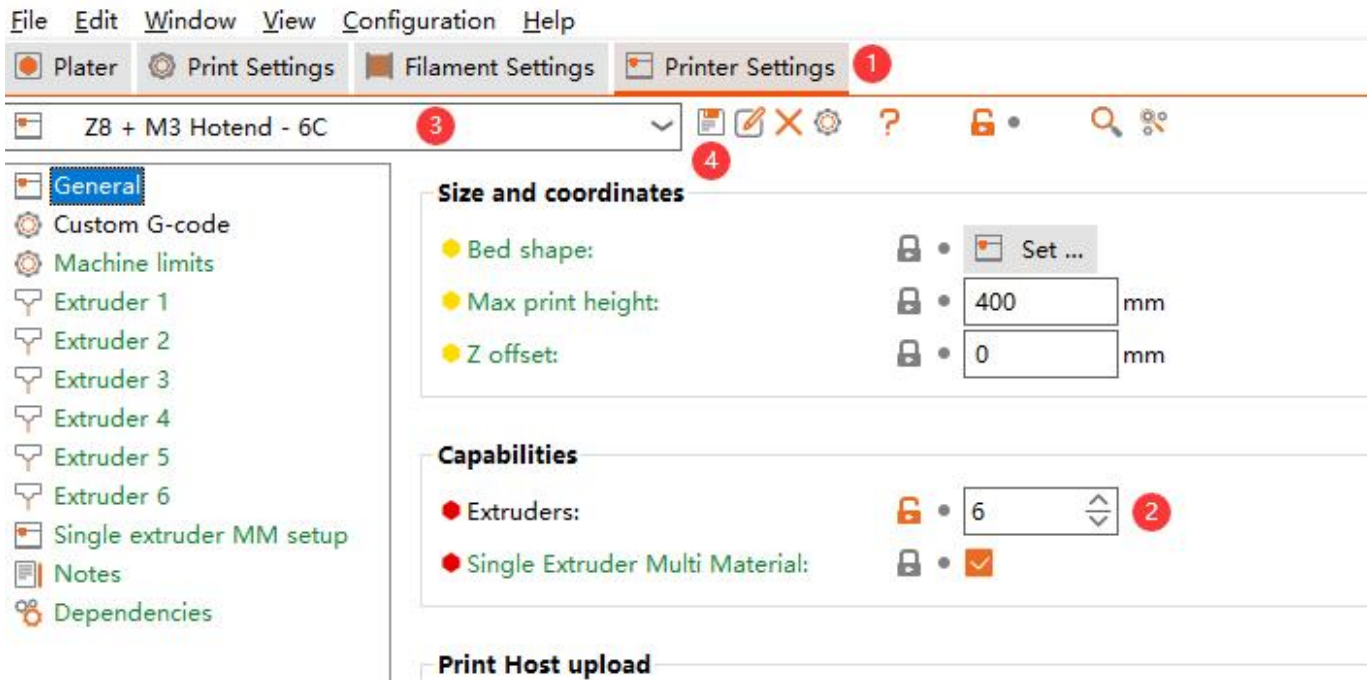 File Edit Window View Configuration Help
Plater Print Settings Filament Settings Printer Settings 1
Z8 + M3 Hotend - 6C 3 ?
4
General
Custom G-code
Machine limits
Extruder 1
Extruder 2
Extruder 3
Extruder 4
Extruder 5
Extruder 6
Single extruder MM setup
Notes
Dependencies
Size and coordinates
Bed shape: Set ...
Max print height: 400 mm
Z offset: 0 mm
Capabilities
Extruders: 6 2
Single Extruder Multi Material:
Print Host upload